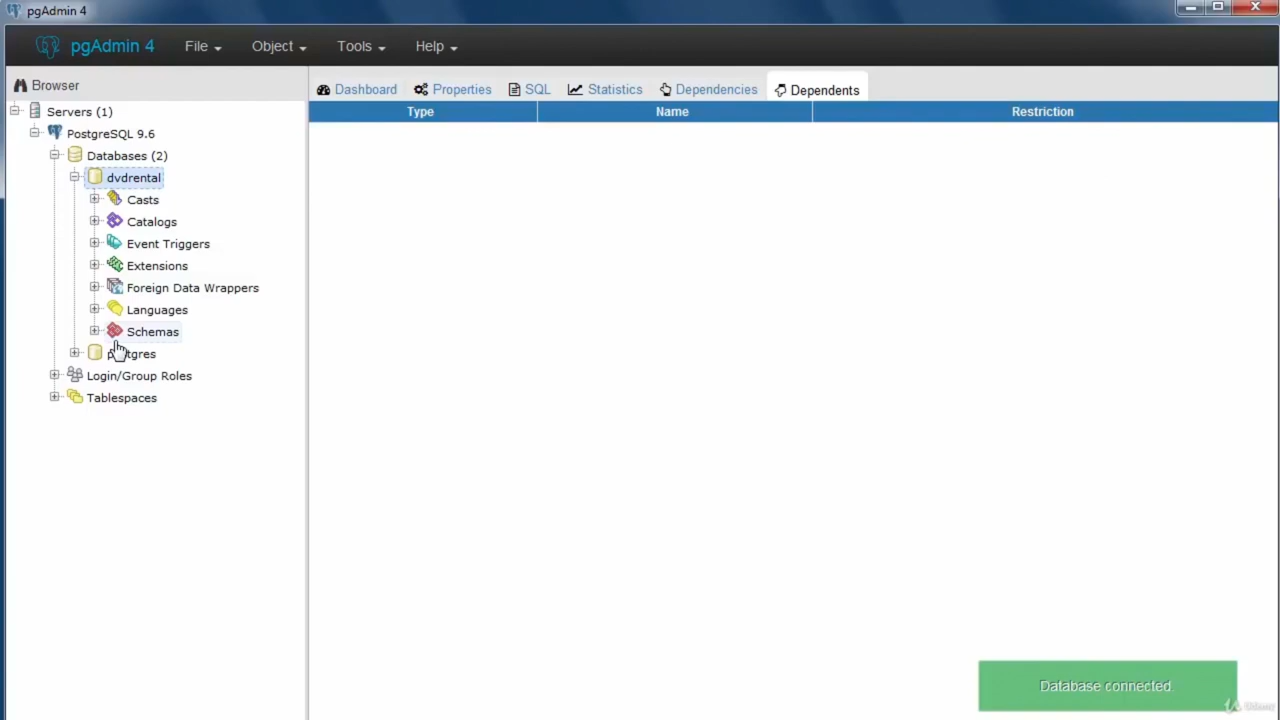 pgAdmin 4
pgAdmin 4 File Object Tools Help
Browser
Dashboard Properties SQL Statistics Dependencies Dependents
Type Name Restriction
Servers (1)
PostgreSQL 9.6
Databases (2)
dvdrental
Casts
Catalogs
Event Triggers
Extensions
Foreign Data Wrappers
Languages
Schemas
postgres
Login/Group Roles
Tablespaces
Database connected.
Udemy